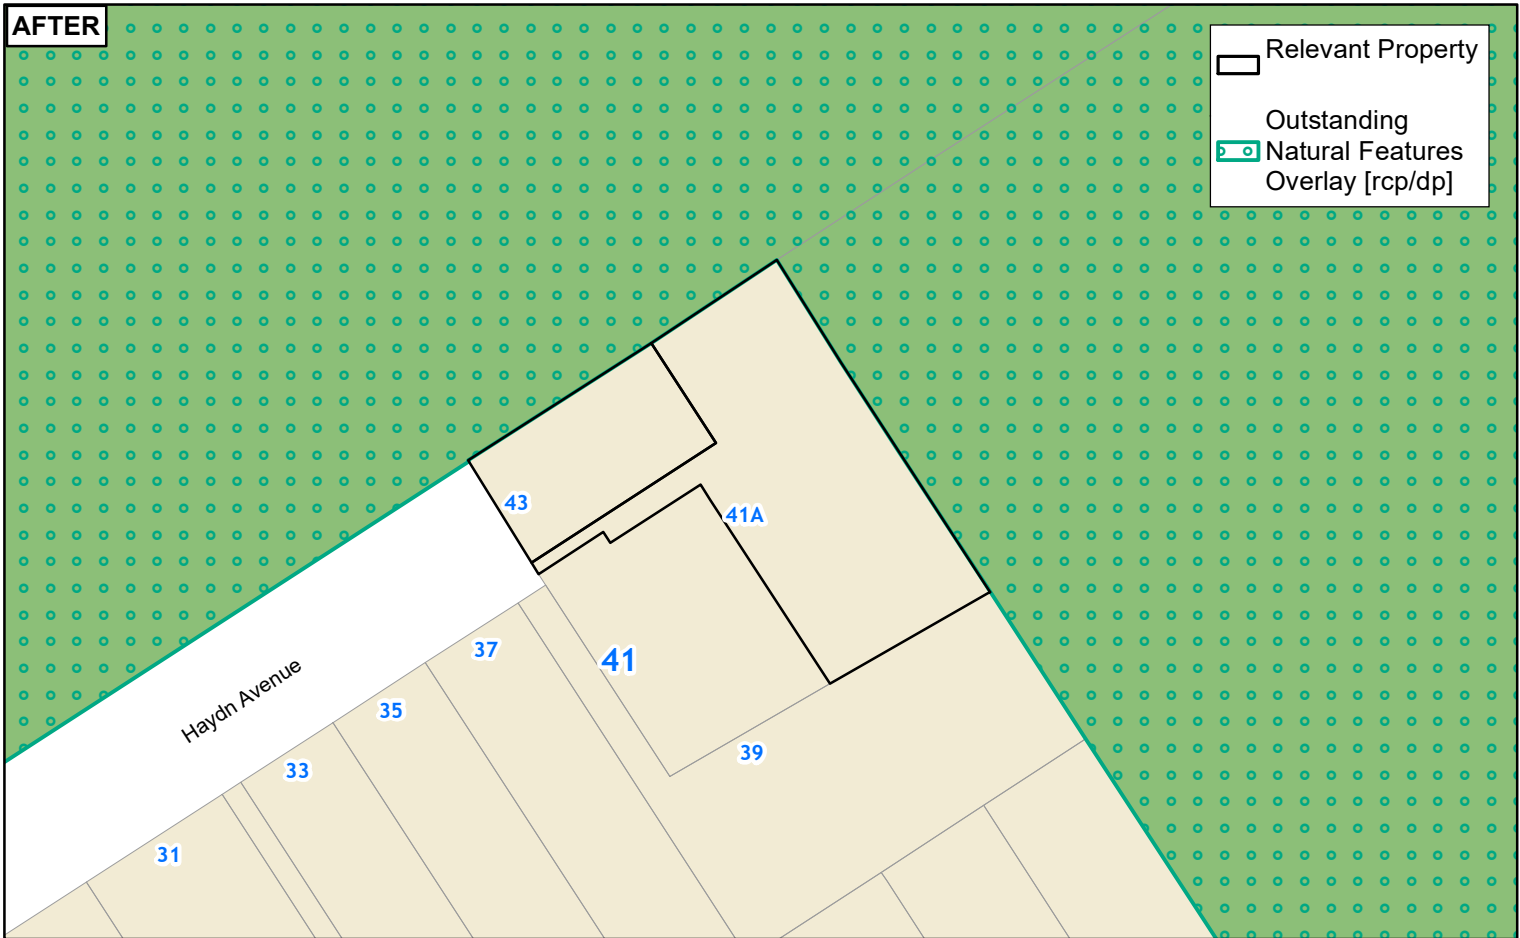 AFTER
Relevant Property
Outstanding
Natural Features
Overlay [rcp/dp]
43
41A
41
37
35
39
33
31
Haydn Avenue